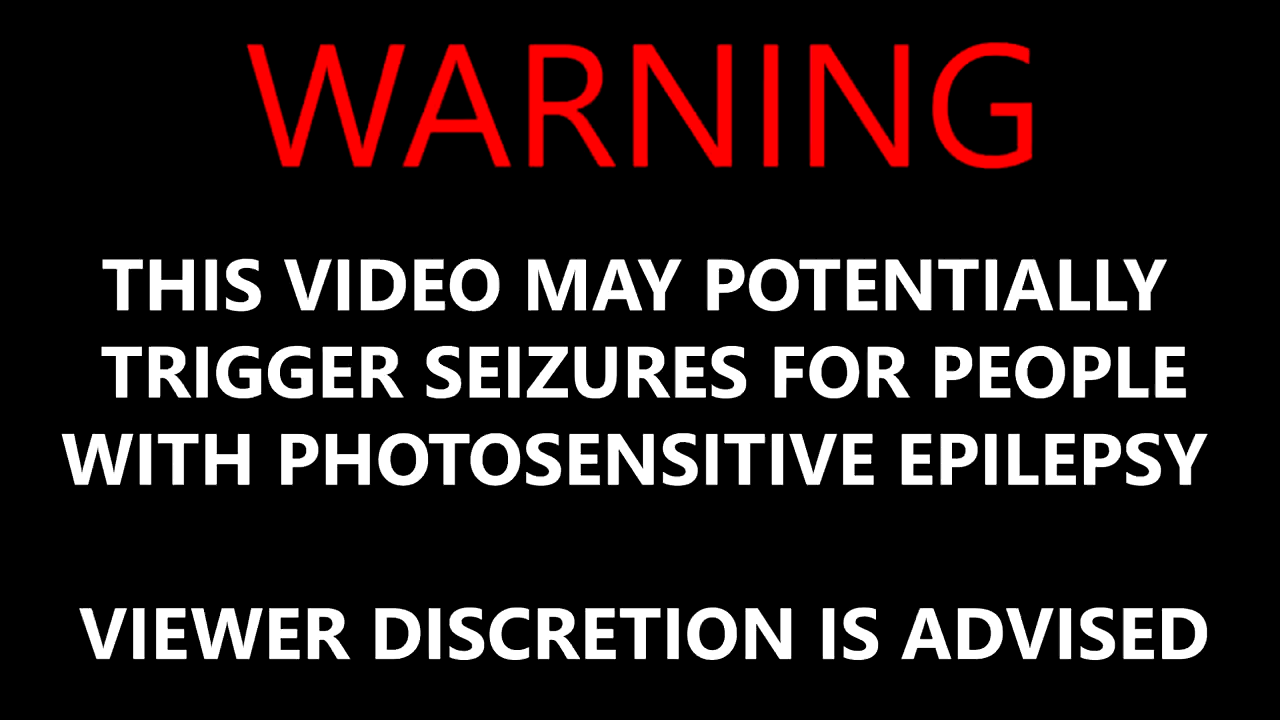 WARNING
THIS VIDEO MAY POTENTIALLY
TRIGGER SEIZURES FOR PEOPLE
WITH PHOTOSENSITIVE EPILEPSY
VIEWER DISCRETION IS ADVISED